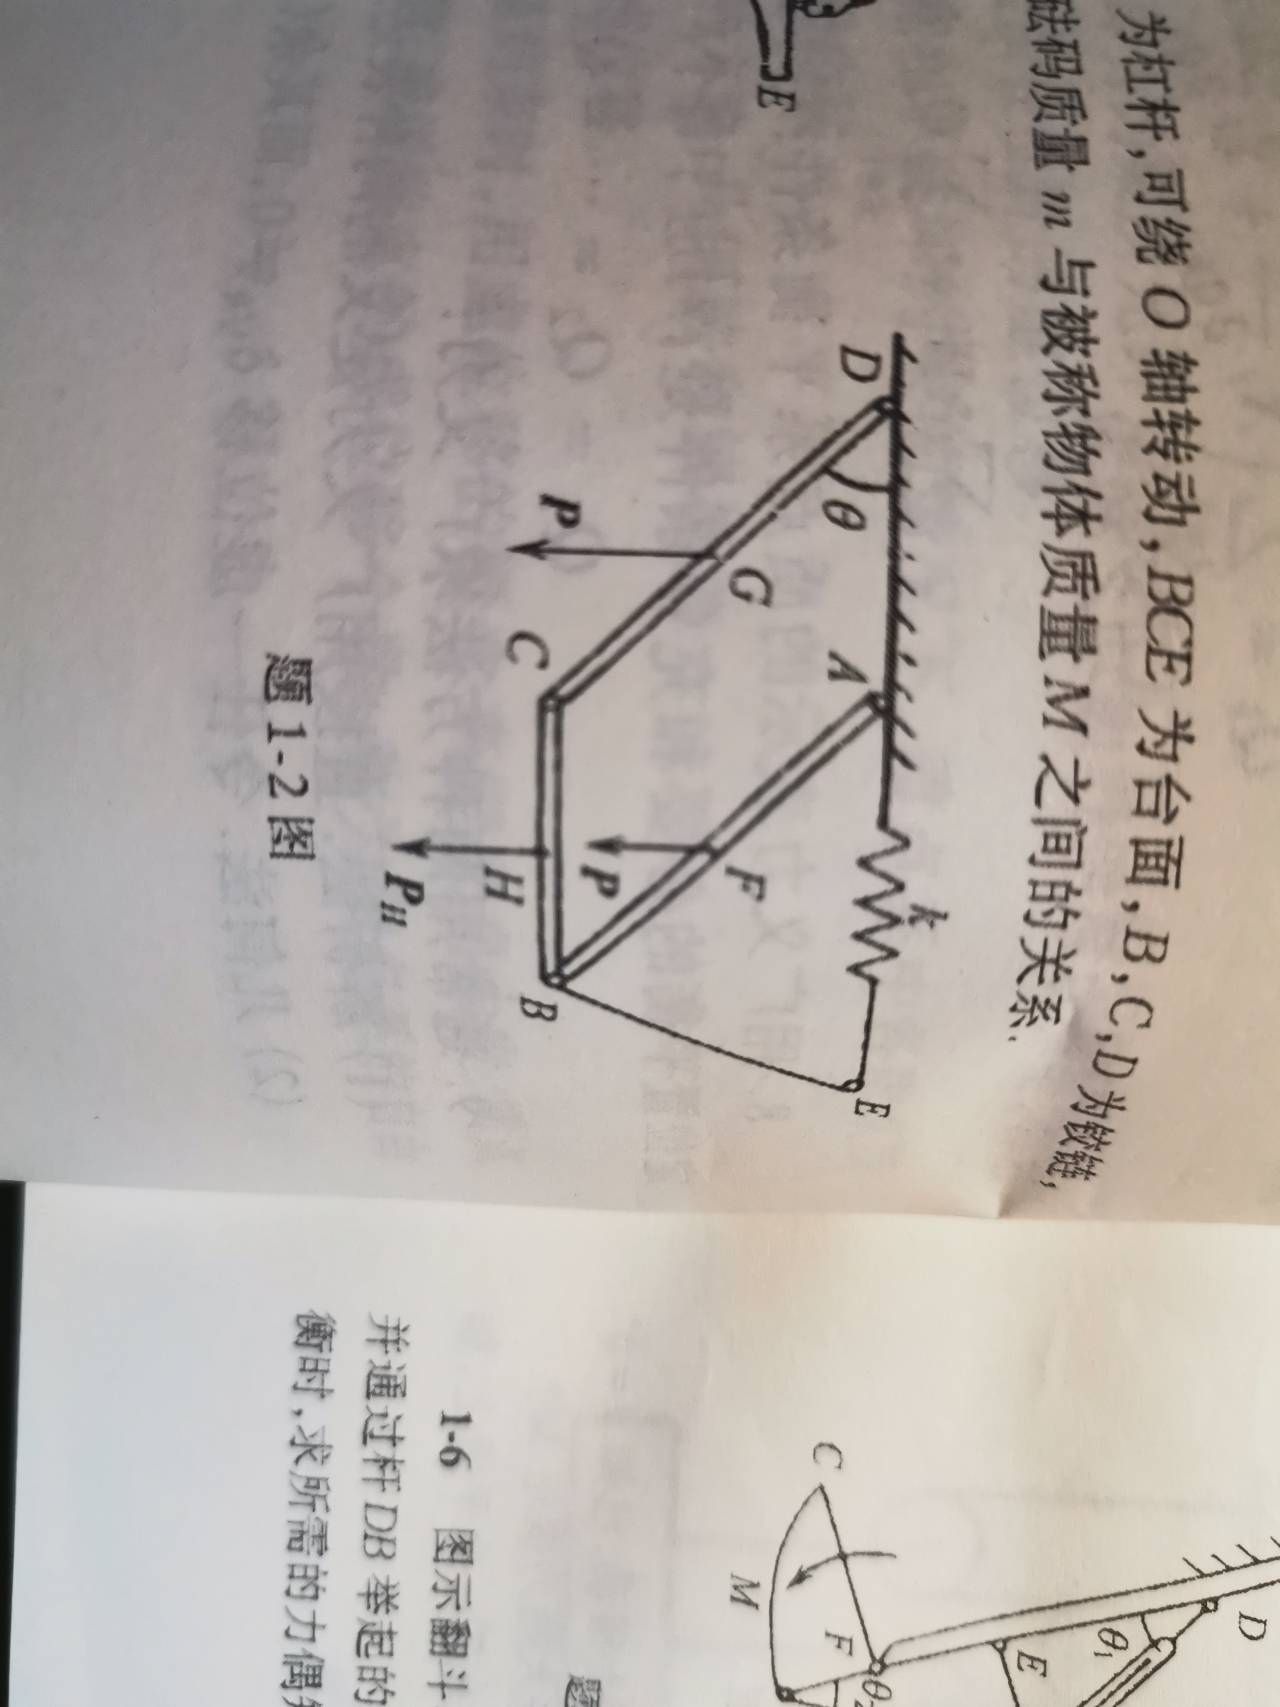 为杠杆,可绕 O 轴转动,BCE 为台面,B,C,D 为铰链,
砝码质量 m 与被称物体质量 M 之间的关系.
E
D
θ
A
k
E
G
F
P
P
C
H
B
P_H
题 1-2 图
D
θ₁
E
C
F
θ₂
M
1-6 图示翻斗
并通过杆 DB 举起的
衡时,求所需的力偶
题